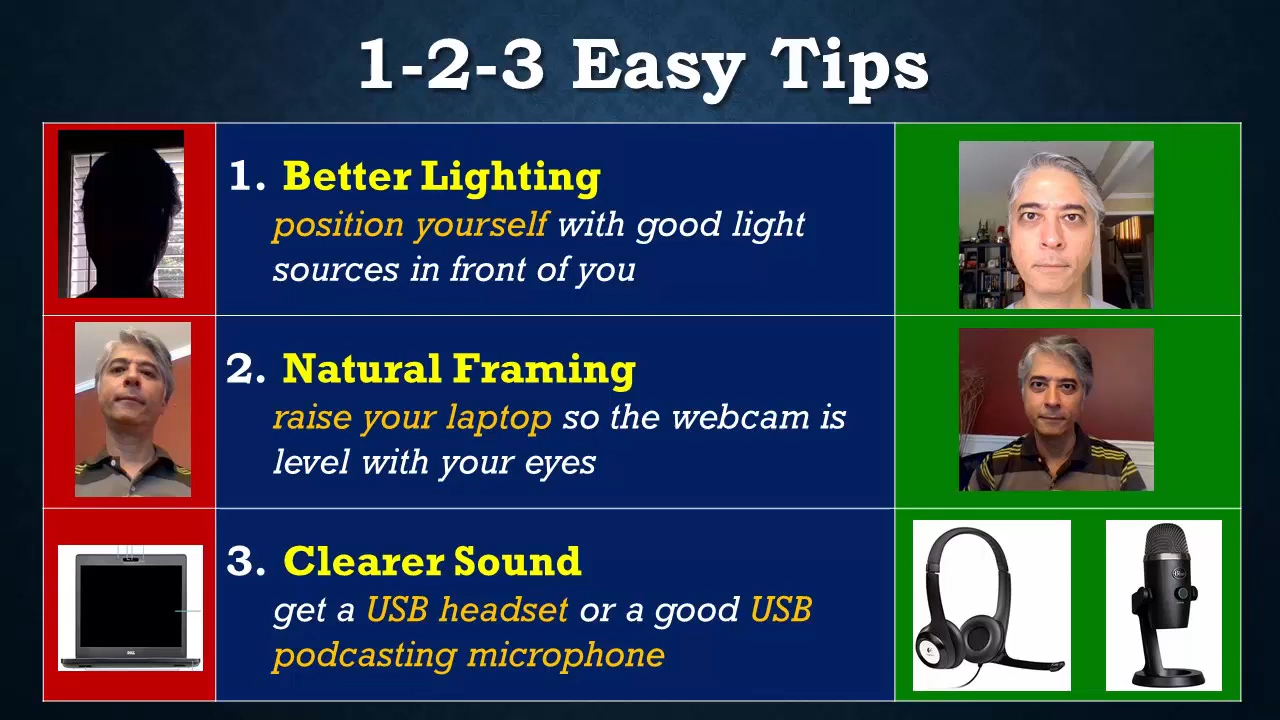 1-2-3 Easy Tips
1. Better Lighting
position yourself with good light
sources in front of you
2. Natural Framing
raise your laptop so the webcam is
level with your eyes
3. Clearer Sound
get a USB headset or a good USB
podcasting microphone
DELL
Blue